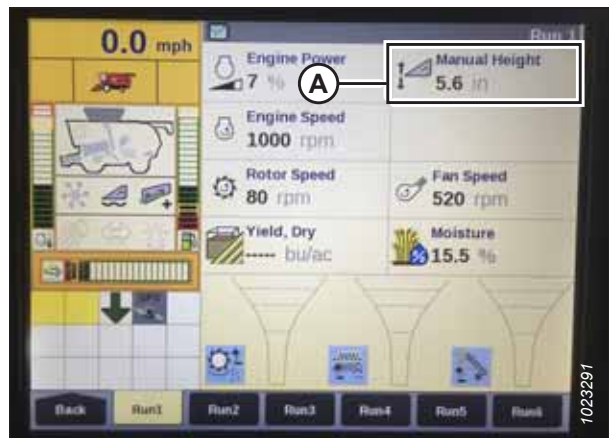 0.0 mph
Run 1
Engine Power
7 %
A
Manual Height
5.6 in
Engine Speed
1000 rpm
Rotor Speed
80 rpm
Fan Speed
520 rpm
Yield, Dry
----- bu/ac
Moisture
15.5 %
Back
Run1
Run2
Run3
Run4
Run5
Run6
1023291